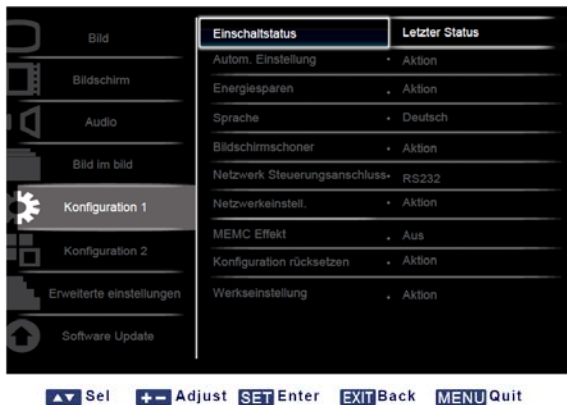 Bild
Bildschirm
Audio
Bild im bild
Konfiguration 1
Konfiguration 2
Erweiterte einstellungen
Software Update
Einschaltstatus Letzter Status
Autom. Einstellung • Aktion
Energiesparen • Aktion
Sprache • Deutsch
Bildschirmschoner • Aktion
Netzwerk Steuerungsanschluss• RS232
Netzwerkeinstell. • Aktion
MEMC Effekt • Aus
Konfiguration rücksetzen • Aktion
Werkseinstellung • Aktion
▲▼ Sel +− Adjust SET Enter EXIT Back MENU Quit